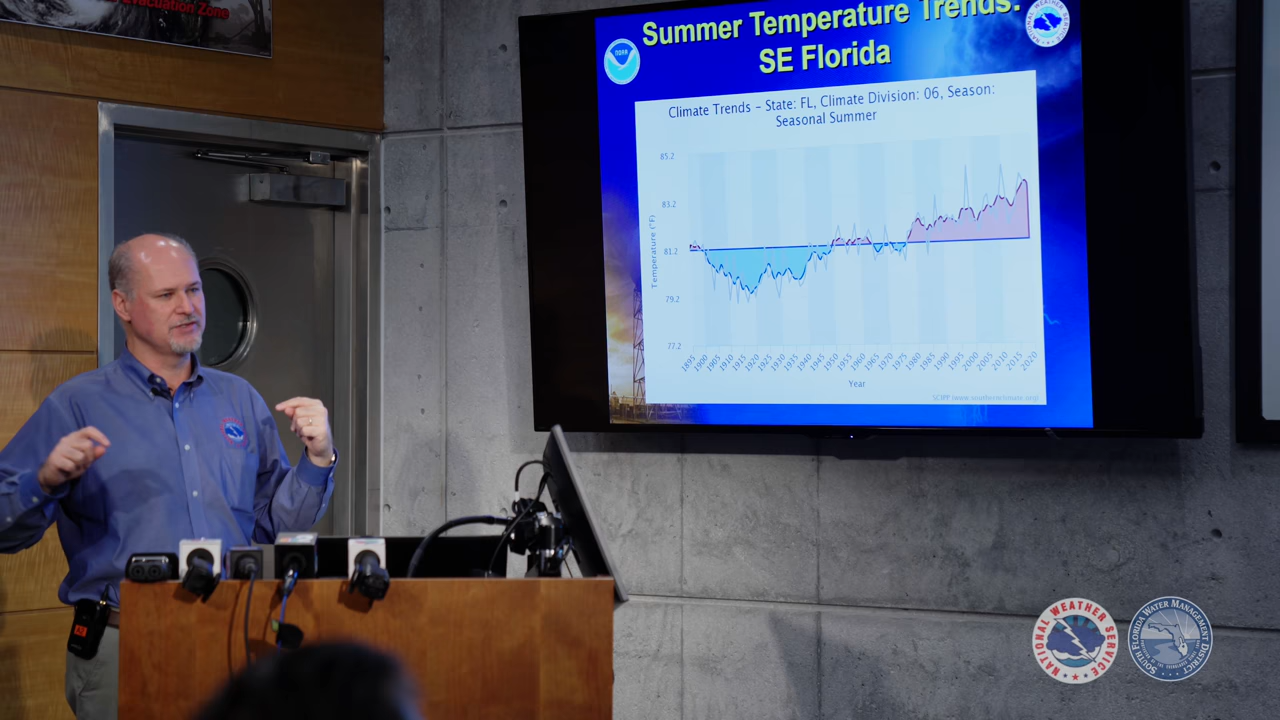 Evacuation Zone
Summer Temperature Trends:
SE Florida
NOAA
NATIONAL WEATHER SERVICE
Climate Trends – State: FL, Climate Division: 06, Season:
Seasonal Summer
85.2
83.2
81.2
79.2
77.2
Temperature (°F)
1895 1900 1905 1910 1915 1920 1925 1930 1935 1940 1945 1950 1955 1960 1965 1970 1975 1980 1985 1990 1995 2000 2005 2010 2015 2020
Year
SCIPP (www.southernclimate.org)
NATIONAL WEATHER SERVICE
SOUTH FLORIDA WATER MANAGEMENT DISTRICT